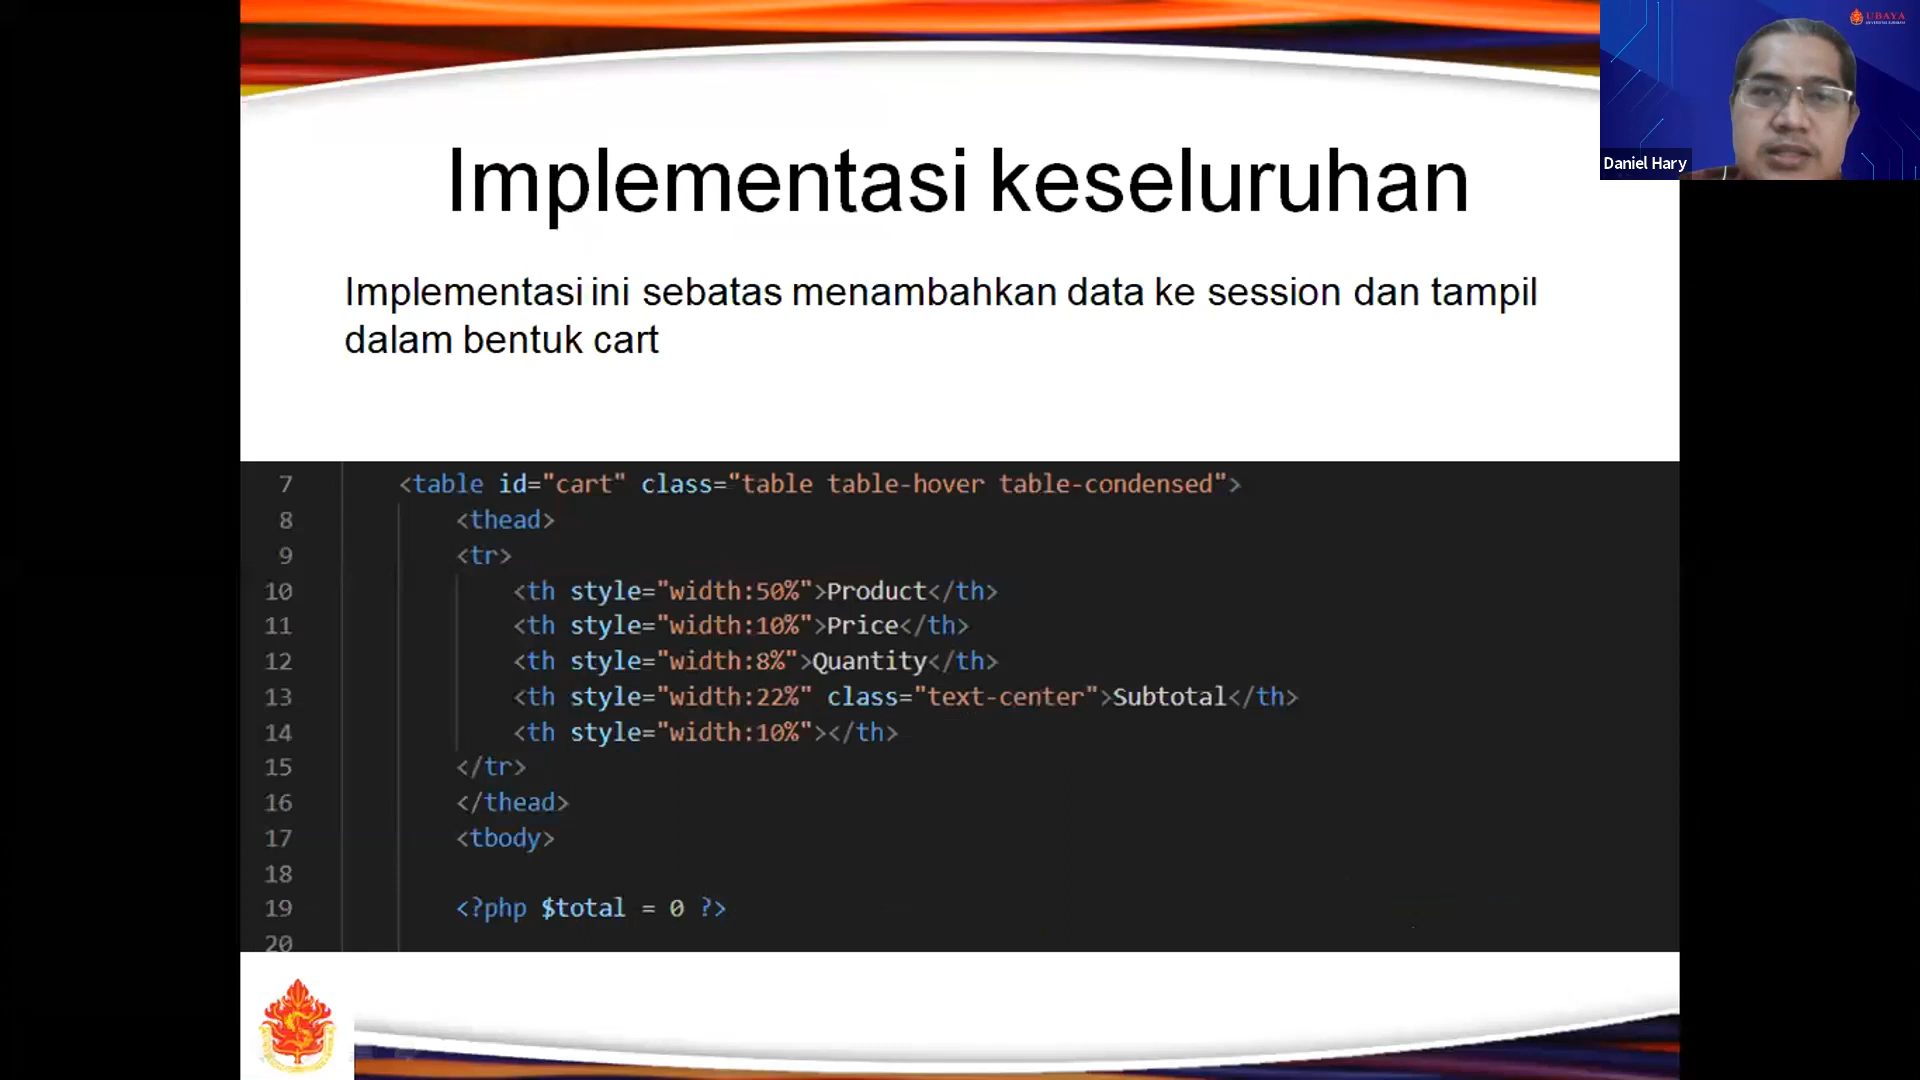 UBAYA
Daniel Hary
Implementasi keseluruhan
Implementasi ini sebatas menambahkan data ke session dan tampil
dalam bentuk cart
7 <table id="cart" class="table table-hover table-condensed">
8 <thead>
9 <tr>
10 <th style="width:50%">Product</th>
11 <th style="width:10%">Price</th>
12 <th style="width:8%">Quantity</th>
13 <th style="width:22%" class="text-center">Subtotal</th>
14 <th style="width:10%"></th>
15 </tr>
16 </thead>
17 <tbody>
18
19 <?php $total = 0 ?>
20